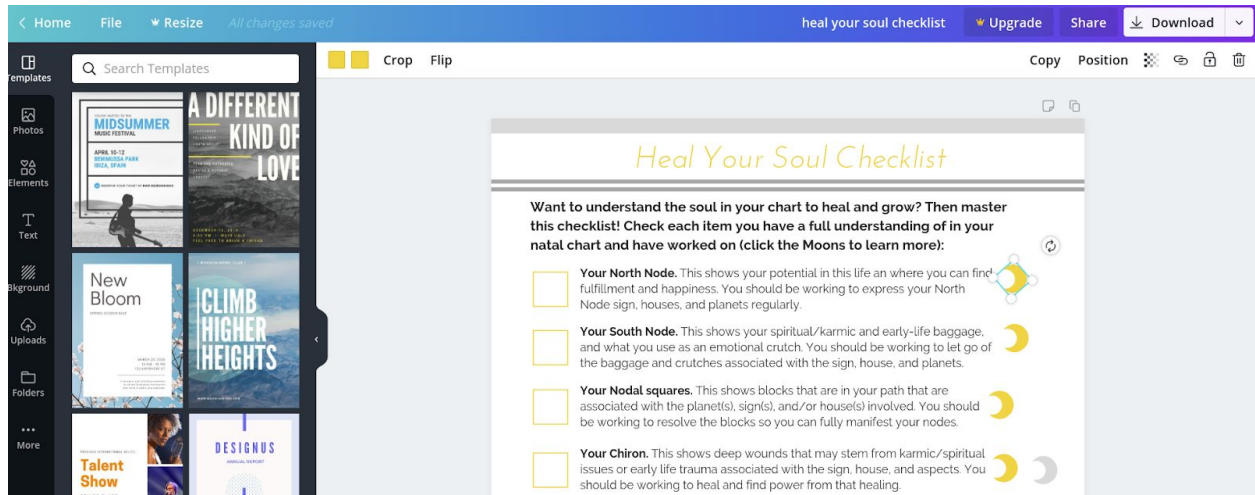 Home File Resize All changes saved heal your soul checklist Upgrade Share Download
Templates
Search Templates
Crop Flip Copy Position
Photos
Elements
Text
Bkground
Uploads
Folders
More
MIDSUMMER
MUSIC FESTIVAL
APRIL 10-12
IBIZA, SPAIN
A DIFFERENT
KIND OF
LOVE
New
Bloom
CLIMB
HIGHER
HEIGHTS
Talent
Show
DESIGNUS
ANNUAL REPORT
Heal Your Soul Checklist
Want to understand the soul in your chart to heal and grow? Then master
this checklist! Check each item you have a full understanding of in your
natal chart and have worked on (click the Moons to learn more):
Your North Node. This shows your potential in this life an where you can find
fulfillment and happiness. You should be working to express your North
Node sign, houses, and planets regularly.
Your South Node. This shows your spiritual/karmic and early-life baggage,
and what you use as an emotional crutch. You should be working to let go of
the baggage and crutches associated with the sign, house, and planets.
Your Nodal squares. This shows blocks that are in your path that are
associated with the planet(s), sign(s), and/or house(s) involved. You should
be working to resolve the blocks so you can fully manifest your nodes.
Your Chiron. This shows deep wounds that may stem from karmic/spiritual
issues or early life trauma associated with the sign, house, and aspects. You
should be working to heal and find power from that healing.